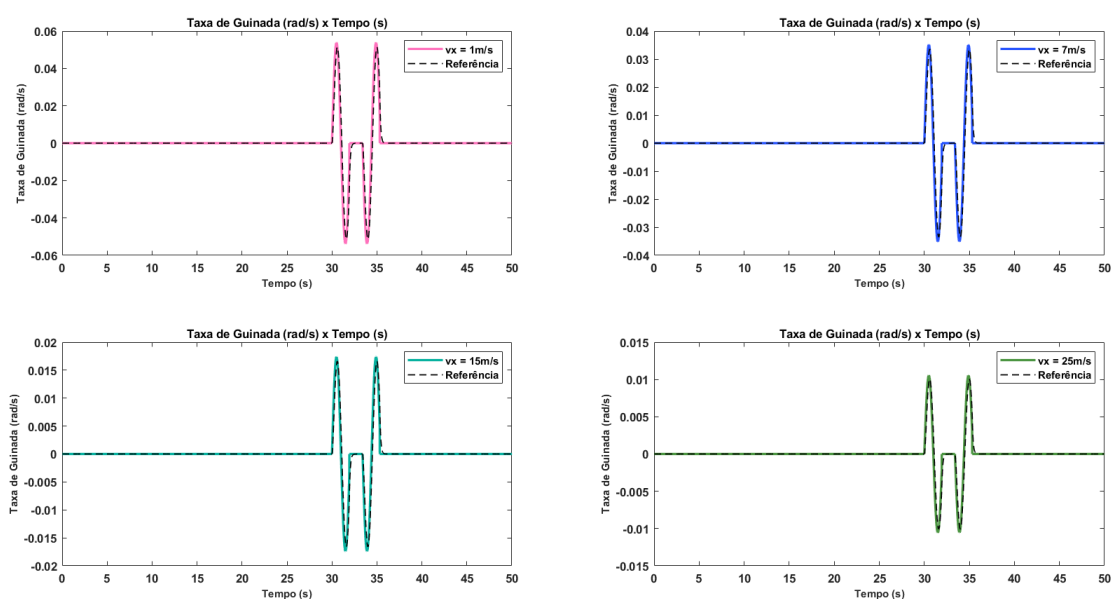 Taxa de Guinada (rad/s) x Tempo (s)
0.06
0.04
0.02
0
-0.02
-0.04
-0.06
Taxa de Guinada (rad/s)
vx = 1m/s
Referência
0 5 10 15 20 25 30 35 40 45 50
Tempo (s)
Taxa de Guinada (rad/s) x Tempo (s)
0.04
0.03
0.02
0.01
0
-0.01
-0.02
-0.03
-0.04
Taxa de Guinada (rad/s)
vx = 7m/s
Referência
0 5 10 15 20 25 30 35 40 45 50
Tempo (s)
Taxa de Guinada (rad/s) x Tempo (s)
0.02
0.015
0.01
0.005
0
-0.005
-0.01
-0.015
-0.02
Taxa de Guinada (rad/s)
vx = 15m/s
Referência
0 5 10 15 20 25 30 35 40 45 50
Tempo (s)
Taxa de Guinada (rad/s) x Tempo (s)
0.015
0.01
0.005
0
-0.005
-0.01
-0.015
Taxa de Guinada (rad/s)
vx = 25m/s
Referência
0 5 10 15 20 25 30 35 40 45 50
Tempo (s)